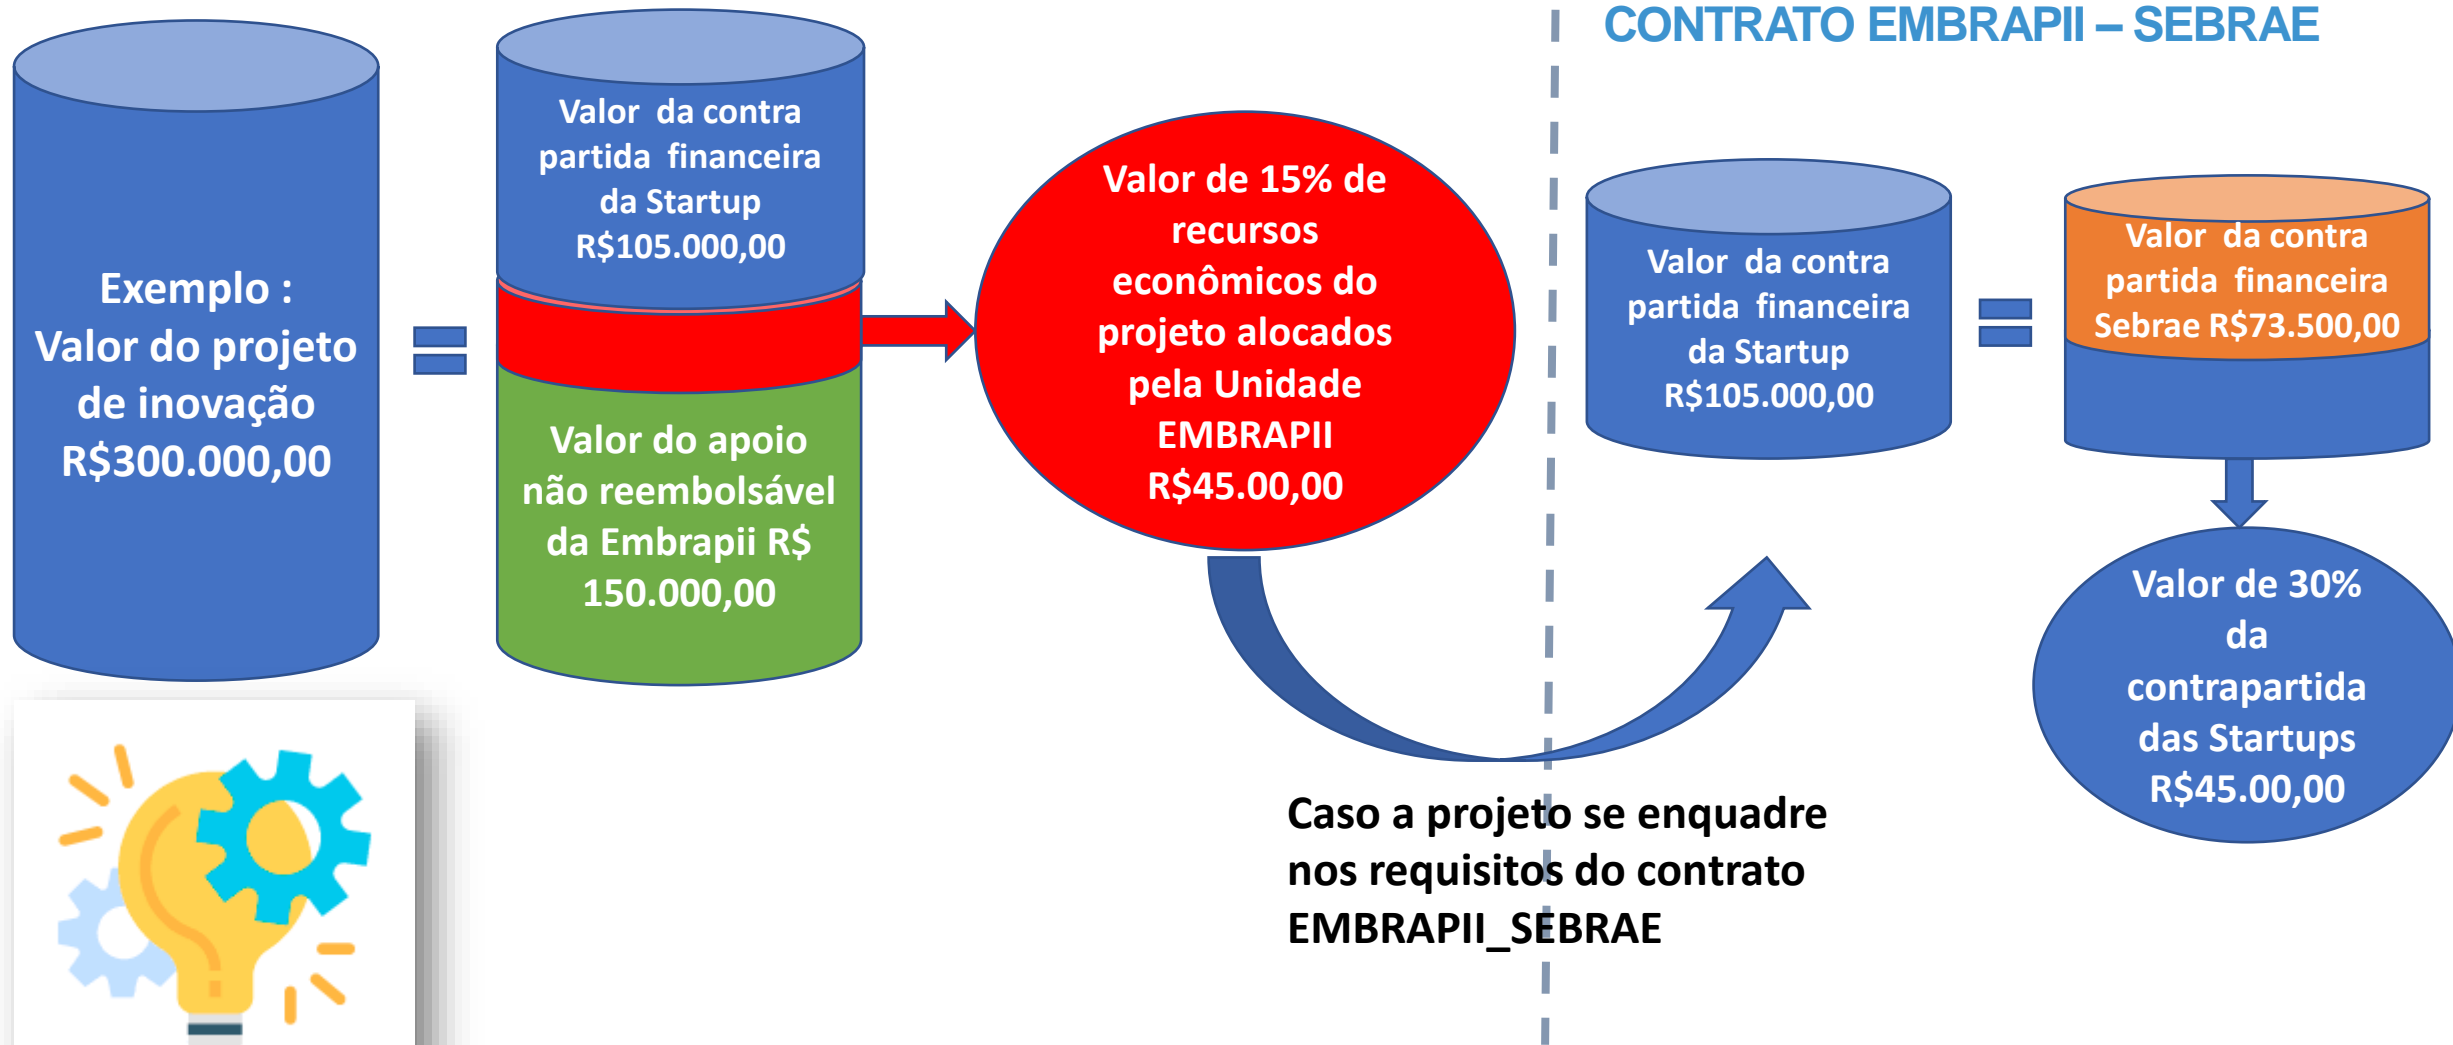 CONTRATO EMBRAPII – SEBRAE
Exemplo :
Valor do projeto
de inovação
R$300.000,00
Valor da contra
partida financeira
da Startup
R$105.000,00
Valor do apoio
não reembolsável
da Embrapii R$
150.000,00
Valor de 15% de
recursos
econômicos do
projeto alocados
pela Unidade
EMBRAPII
R$45.00,00
Valor da contra
partida financeira
da Startup
R$105.000,00
Valor da contra
partida financeira
Sebrae R$73.500,00
Valor de 30%
da
contrapartida
das Startups
R$45.00,00
Caso a projeto se enquadre
nos requisitos do contrato
EMBRAPII_SEBRAE